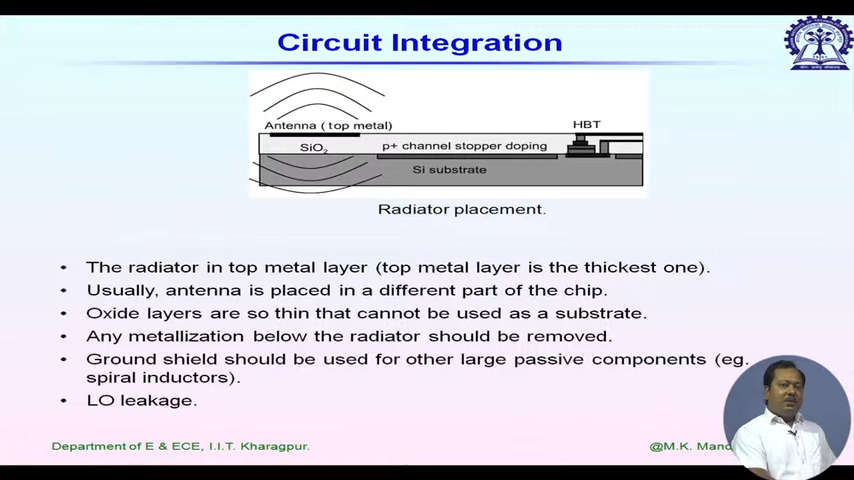 Circuit Integration
Antenna ( top metal)
HBT
SiO2
p+ channel stopper doping
Si substrate
Radiator placement.
• The radiator in top metal layer (top metal layer is the thickest one).
• Usually, antenna is placed in a different part of the chip.
• Oxide layers are so thin that cannot be used as a substrate.
• Any metallization below the radiator should be removed.
• Ground shield should be used for other large passive components (eg.
spiral inductors).
• LO leakage.
Department of E & ECE, I.I.T. Kharagpur.
@M.K.